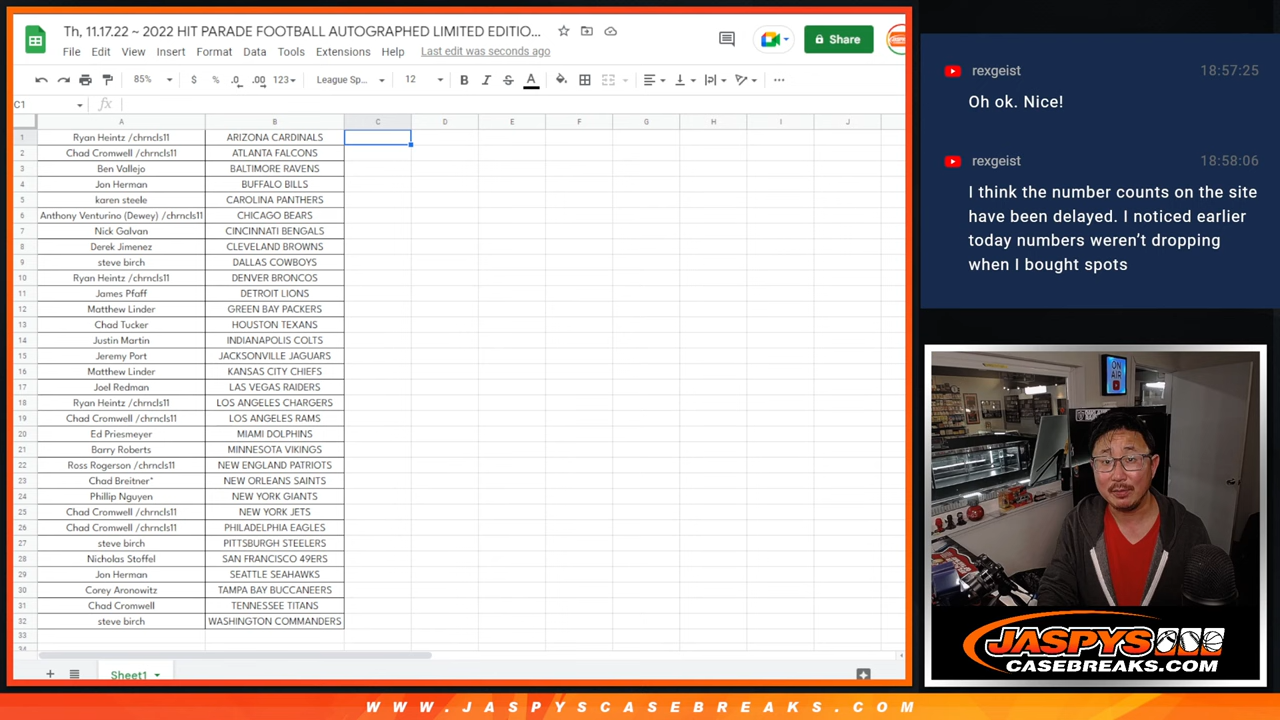 Th, 11.17.22 ~ 2022 HIT PARADE FOOTBALL AUTOGRAPHED LIMITED EDITIO...
File Edit View Insert Format Data Tools Extensions Help Last edit was seconds ago
Share
85% $ % .0 .00 123 League Sp... 12 B I S A
C1 fx
A B C D E F G H I J
1 Ryan Heintz /chrncls11 ARIZONA CARDINALS
2 Chad Cromwell /chrncls11 ATLANTA FALCONS
3 Ben Vallejo BALTIMORE RAVENS
4 Jon Herman BUFFALO BILLS
5 karen steele CAROLINA PANTHERS
6 Anthony Venturino (Dewey) /chrncls11 CHICAGO BEARS
7 Nick Galvan CINCINNATI BENGALS
8 Derek Jimenez CLEVELAND BROWNS
9 steve birch DALLAS COWBOYS
10 Ryan Heintz /chrncls11 DENVER BRONCOS
11 James Pfaff DETROIT LIONS
12 Matthew Linder GREEN BAY PACKERS
13 Chad Tucker HOUSTON TEXANS
14 Justin Martin INDIANAPOLIS COLTS
15 Jeremy Port JACKSONVILLE JAGUARS
16 Matthew Linder KANSAS CITY CHIEFS
17 Joel Redman LAS VEGAS RAIDERS
18 Ryan Heintz /chrncls11 LOS ANGELES CHARGERS
19 Chad Cromwell /chrncls11 LOS ANGELES RAMS
20 Ed Priesmeyer MIAMI DOLPHINS
21 Barry Roberts MINNESOTA VIKINGS
22 Ross Rogerson /chrncls11 NEW ENGLAND PATRIOTS
23 Chad Breitner* NEW ORLEANS SAINTS
24 Phillip Nguyen NEW YORK GIANTS
25 Chad Cromwell /chrncls11 NEW YORK JETS
26 Chad Cromwell /chrncls11 PHILADELPHIA EAGLES
27 steve birch PITTSBURGH STEELERS
28 Nicholas Stoffel SAN FRANCISCO 49ERS
29 Jon Herman SEATTLE SEAHAWKS
30 Corey Aronowitz TAMPA BAY BUCCANEERS
31 Chad Cromwell TENNESSEE TITANS
32 steve birch WASHINGTON COMMANDERS
33
34
Sheet1
rexgeist 18:57:25
Oh ok. Nice!
rexgeist 18:58:06
I think the number counts on the site
have been delayed. I noticed earlier
today numbers weren't dropping
when I bought spots
ON
AIR
JASPYS
CASEBREAKS.COM
WWW.JASPYSCASEBREAKS.COM